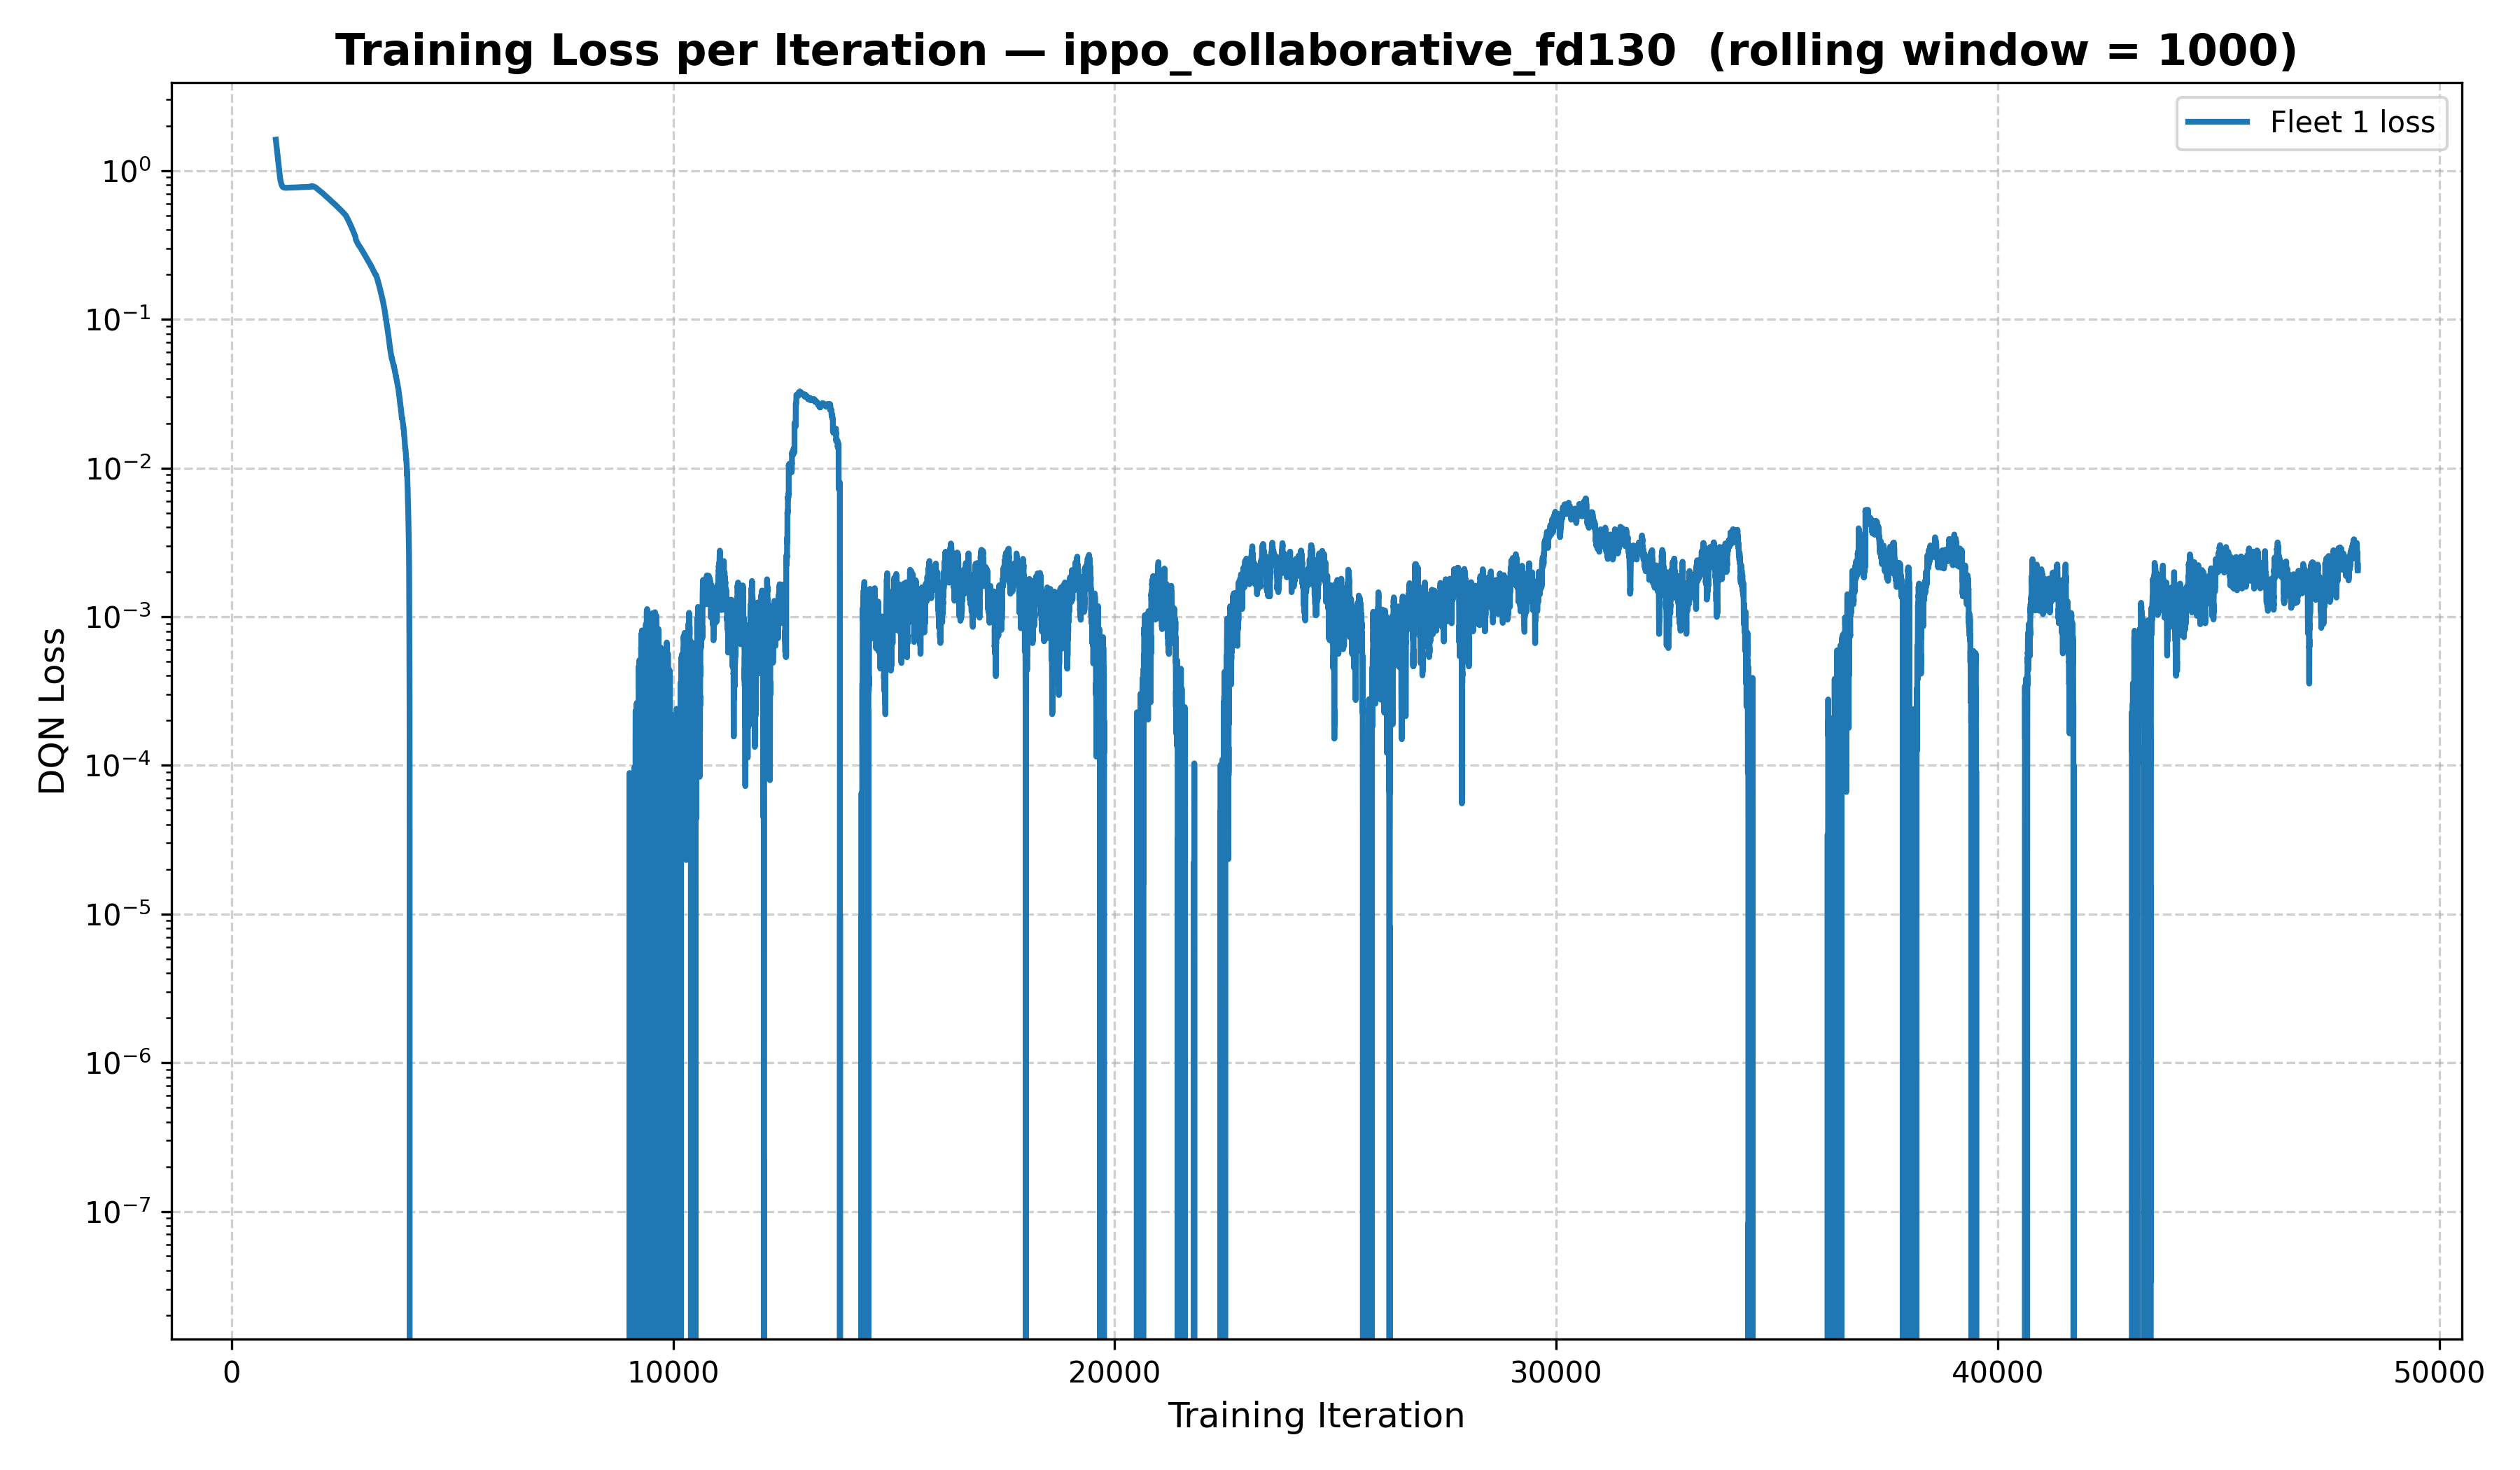 Training Loss per Iteration — ippo_collaborative_fd130 (rolling window = 1000)
Fleet 1 loss
10⁰
10⁻¹
10⁻²
10⁻³
10⁻⁴
10⁻⁵
10⁻⁶
10⁻⁷
DQN Loss
0 10000 20000 30000 40000 50000
Training Iteration